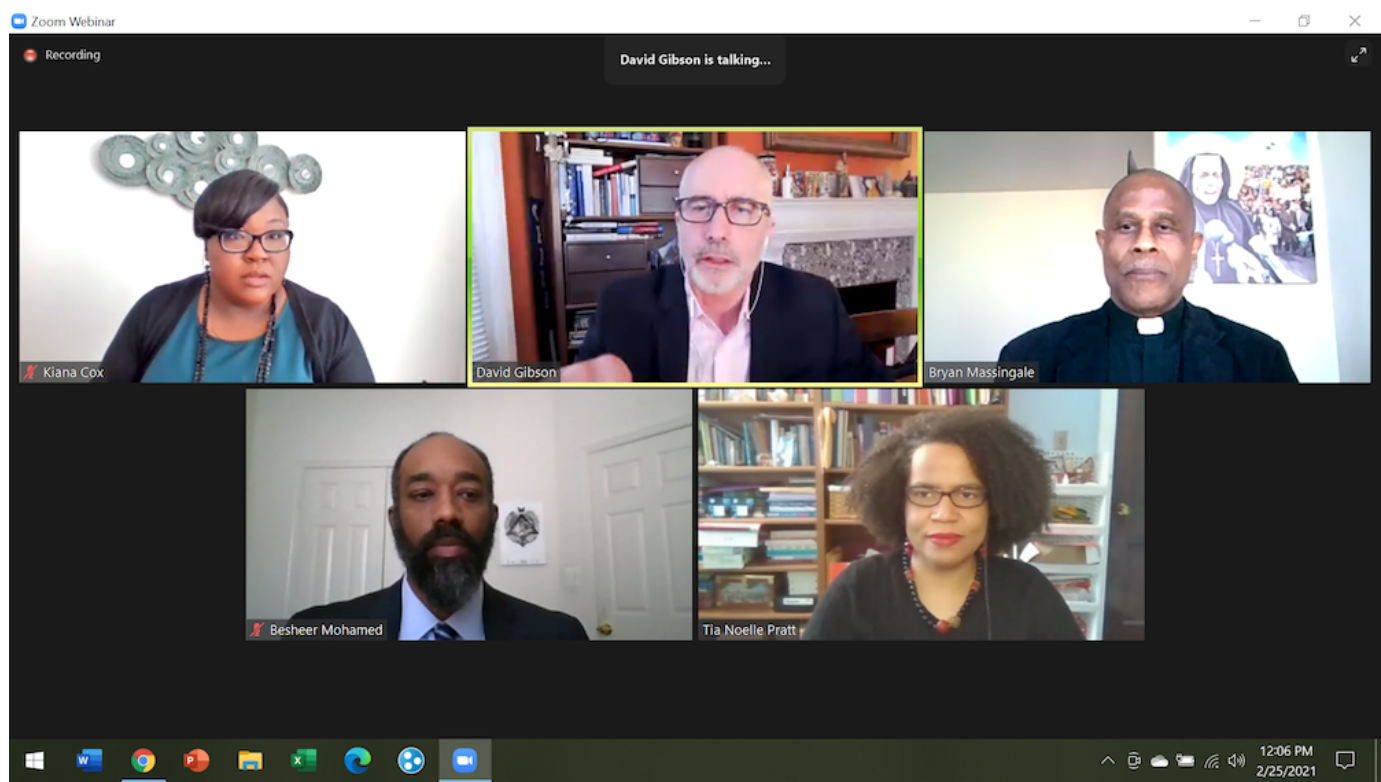 Zoom Webinar
Recording
David Gibson is talking...
Kiana Cox
David Gibson
Bryan Massingale
Besheer Mohamed
Tia Noelle Pratt
12:06 PM
2/25/2021